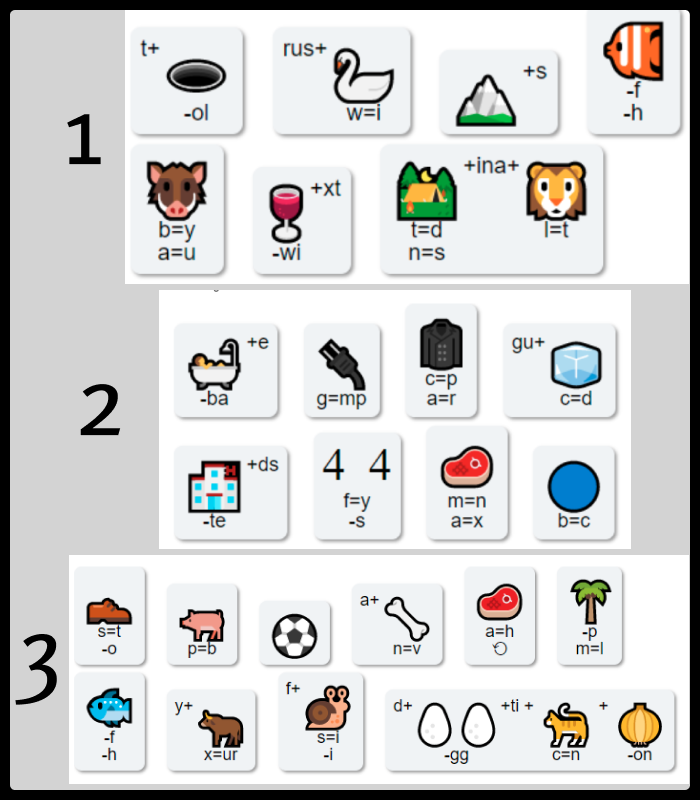 1
t+
-ol
rus+
w=i
+s
-f
-h
b=y
a=u
+xt
-wi
+ina+
t=d
n=s
l=t
2
+e
-ba
g=mp
c=p
a=r
gu+
c=d
+ds
-te
4 4
f=y
-s
m=n
a=x
b=c
3
s=t
-o
p=b
a+
n=v
a=h
-p
m=l
-f
-h
y+
x=ur
f+
s=i
-i
d+
-gg
+ti +
c=n
+
-on